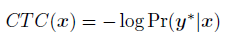 CTC(x) = − log Pr(y*|x)